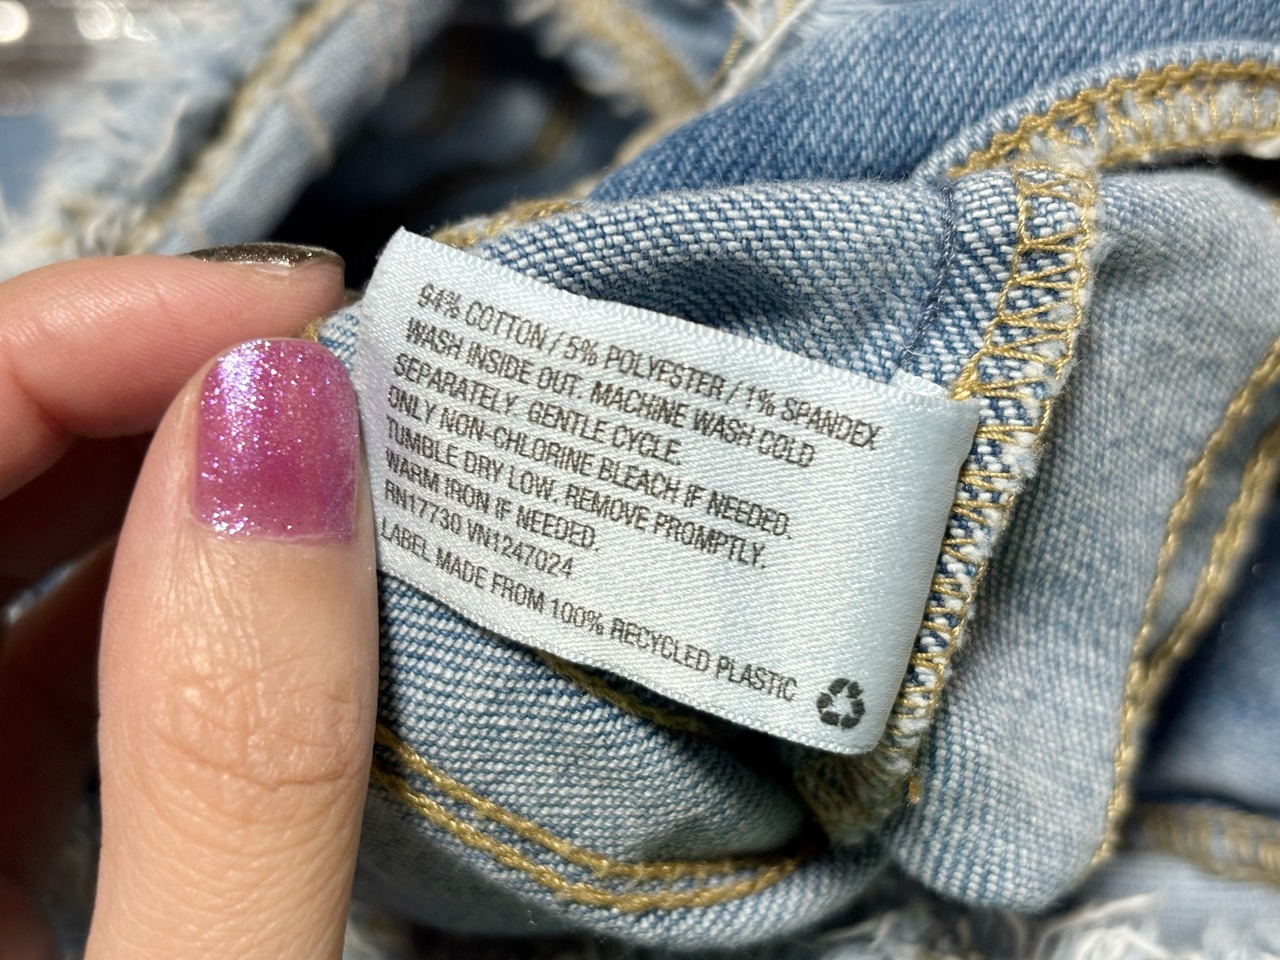 94% COTTON / 5% POLYESTER / 1% SPANDEX
WASH INSIDE OUT. MACHINE WASH COLD
SEPARATELY. GENTLE CYCLE.
ONLY NON-CHLORINE BLEACH IF NEEDED.
TUMBLE DRY LOW. REMOVE PROMPTLY.
WARM IRON IF NEEDED.
RN17730 VN1247024
LABEL MADE FROM 100% RECYCLED PLASTIC